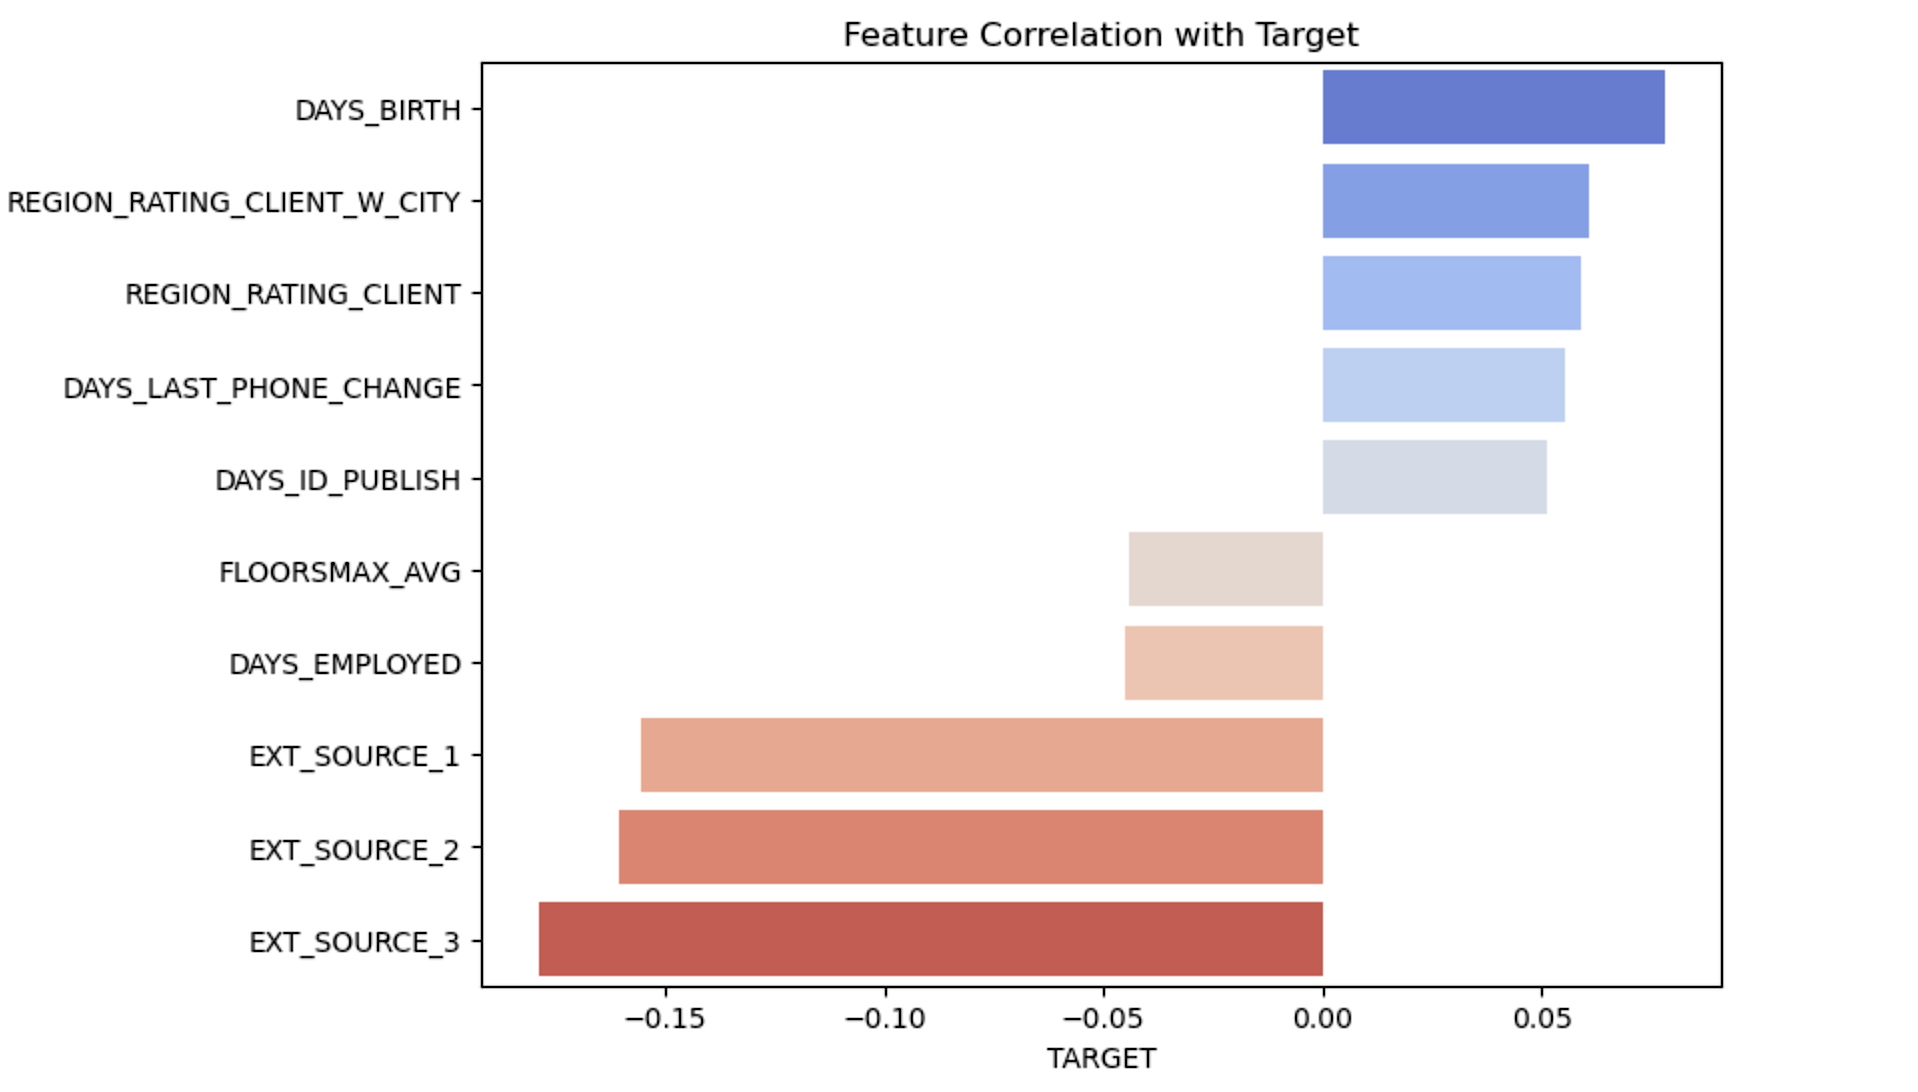 Feature Correlation with Target
DAYS_BIRTH
REGION_RATING_CLIENT_W_CITY
REGION_RATING_CLIENT
DAYS_LAST_PHONE_CHANGE
DAYS_ID_PUBLISH
FLOORSMAX_AVG
DAYS_EMPLOYED
EXT_SOURCE_1
EXT_SOURCE_2
EXT_SOURCE_3
−0.15 −0.10 −0.05 0.00 0.05
TARGET